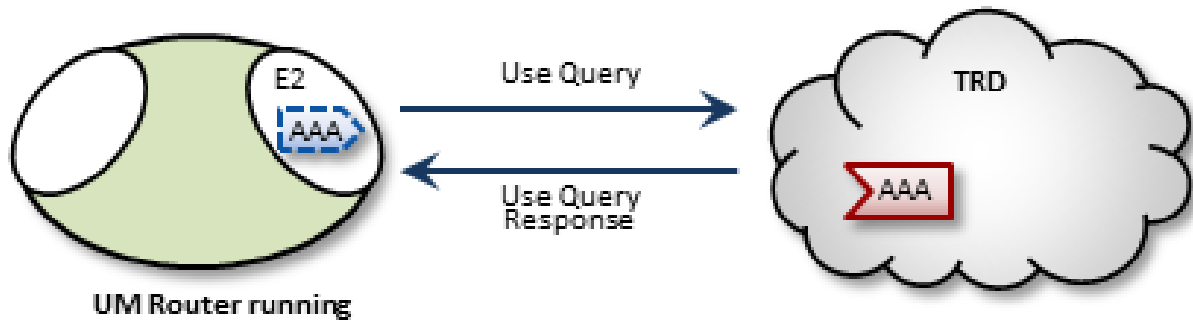 E2
AAA
Use Query
TRD
Use Query
Response
AAA
UM Router running